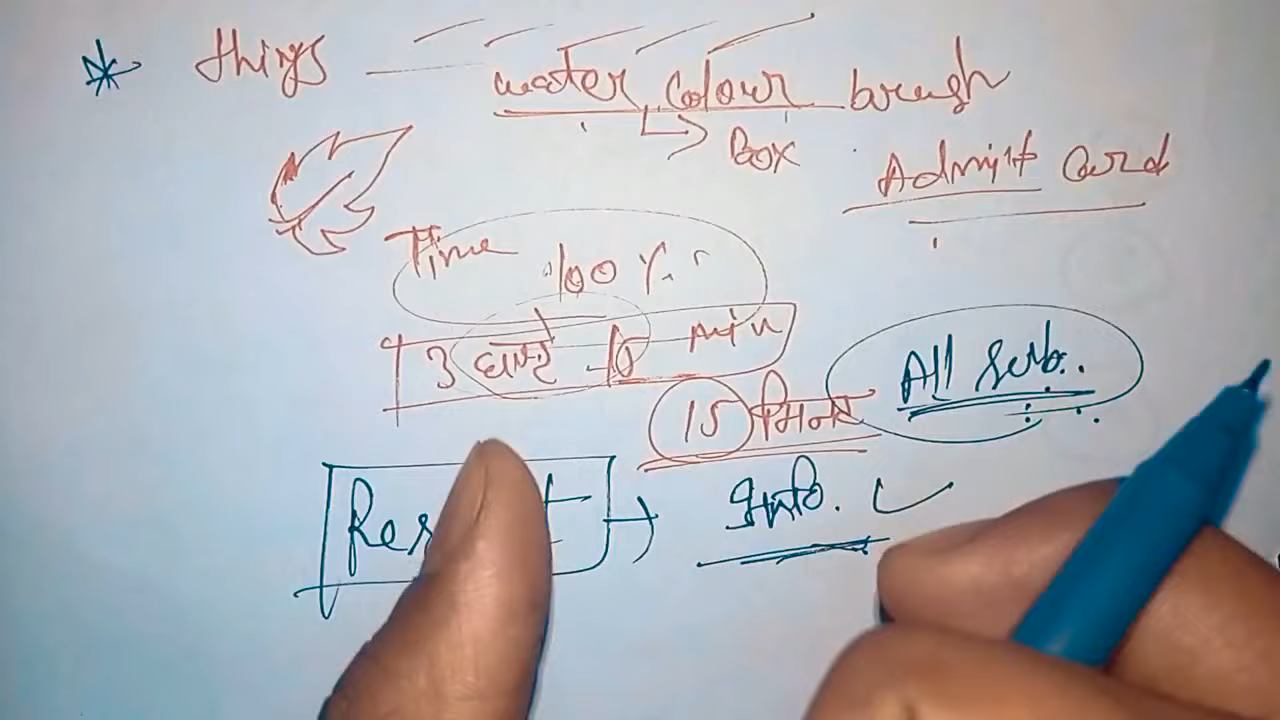 things water colour brush
Box
Admit Card
Time 100 %
3 घण्टे 15 min
15 मिनट All sub..
Info.